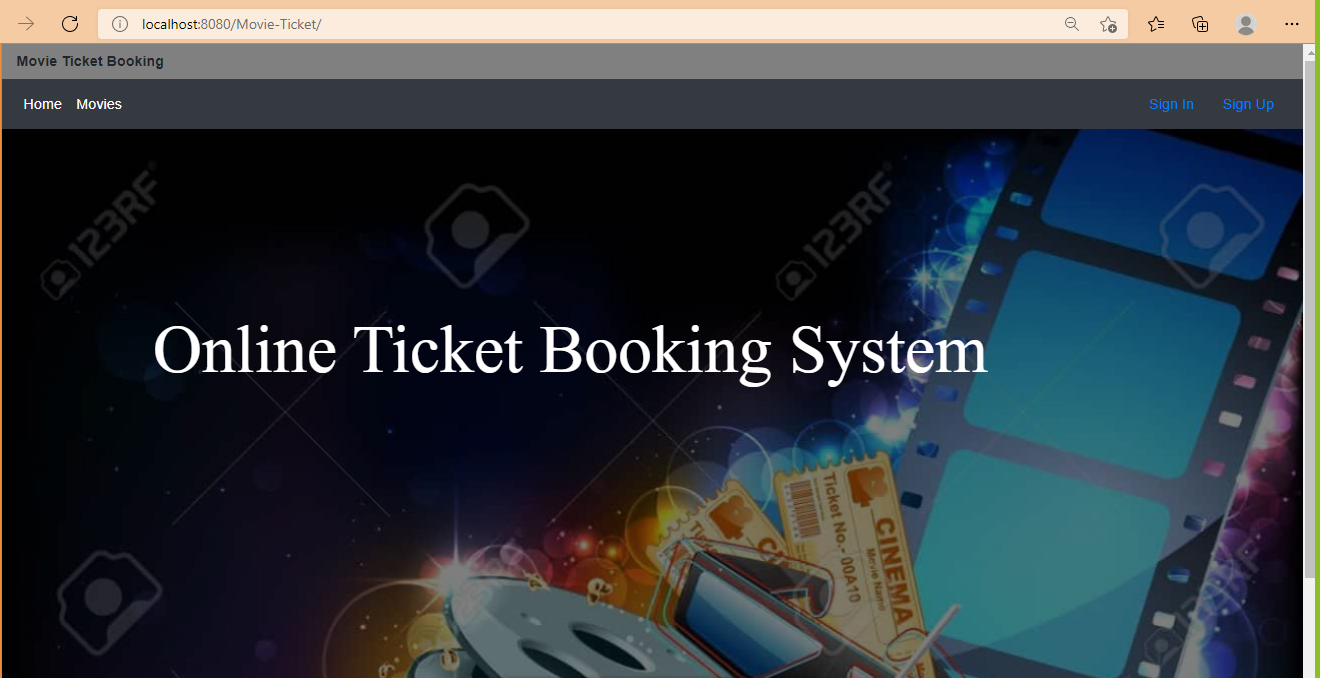 localhost:8080/Movie-Ticket/
Movie Ticket Booking
Home Movies Sign In Sign Up
123RF
123RF
Online Ticket Booking System
Ticket No.- 00A10
CINEMA
Movie Name